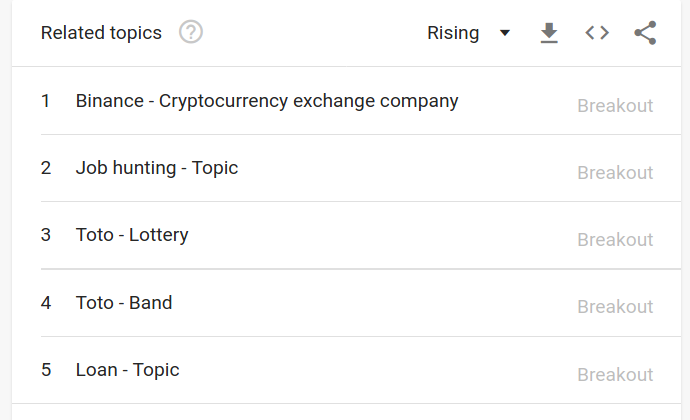 Related topics
Rising
1 Binance - Cryptocurrency exchange company Breakout
2 Job hunting - Topic Breakout
3 Toto - Lottery Breakout
4 Toto - Band Breakout
5 Loan - Topic Breakout